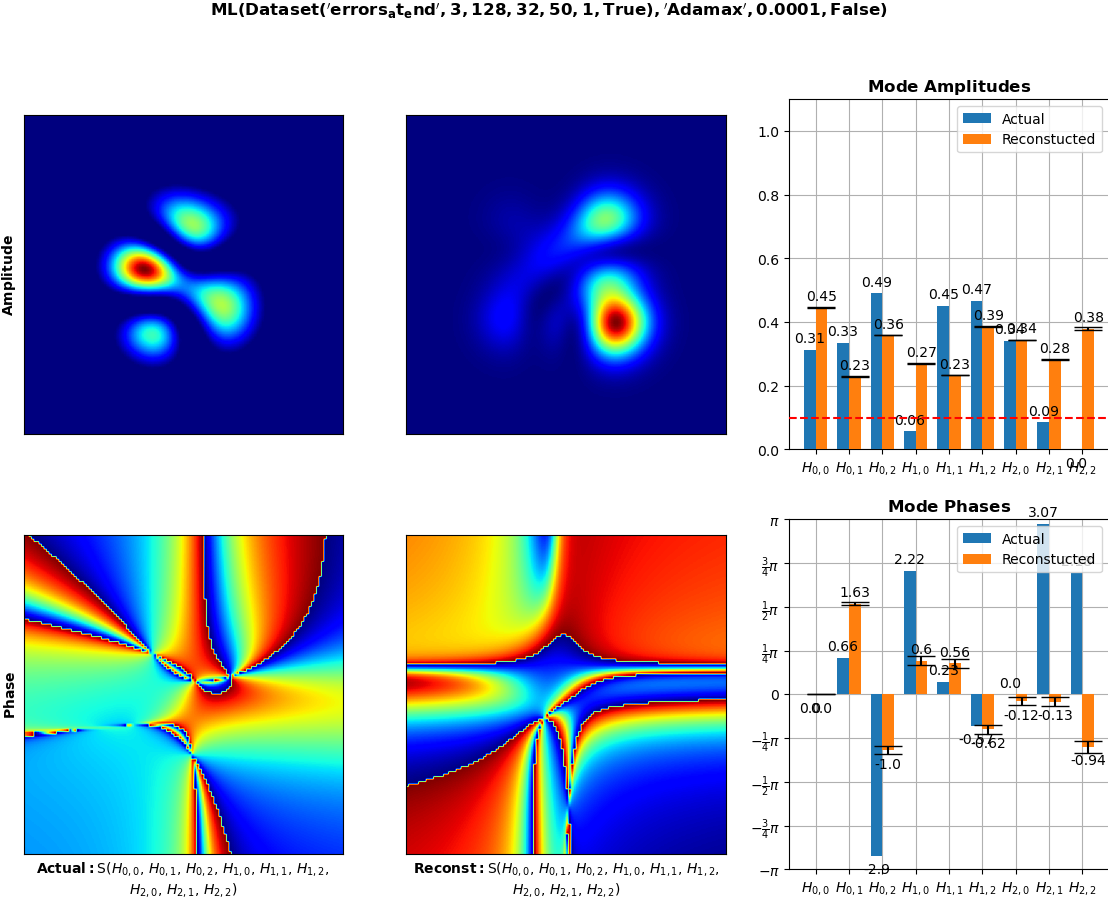 ML(Dataset('errors_at_end', 3, 128, 32, 50, 1, True), 'Adamax', 0.0001, False)
Amplitude
Mode Amplitudes
Actual
Reconstucted
1.0
0.8
0.6
0.4
0.2
0.0
0.31
0.45
0.33
0.23
0.49
0.36
0.06
0.27
0.45
0.23
0.47
0.39
0.34
0.34
0.09
0.28
0.0
0.38
H0,0 H0,1 H0,2 H1,0 H1,1 H1,2 H2,0 H2,1 H2,2
Phase
Mode Phases
Actual
Reconstucted
π
3/4π
1/2π
1/4π
0
−1/4π
−1/2π
−3/4π
−π
0.0
0.0
0.66
1.63
2.9
-1.0
2.22
0.6
0.23
0.56
-0.62
0.0
-0.12
3.07
-0.13
-0.94
H0,0 H0,1 H0,2 H1,0 H1,1 H1,2 H2,0 H2,1 H2,2
Actual: S(H0,0, H0,1, H0,2, H1,0, H1,1, H1,2,
H2,0, H2,1, H2,2)
Reconst: S(H0,0, H0,1, H0,2, H1,0, H1,1, H1,2,
H2,0, H2,1, H2,2)